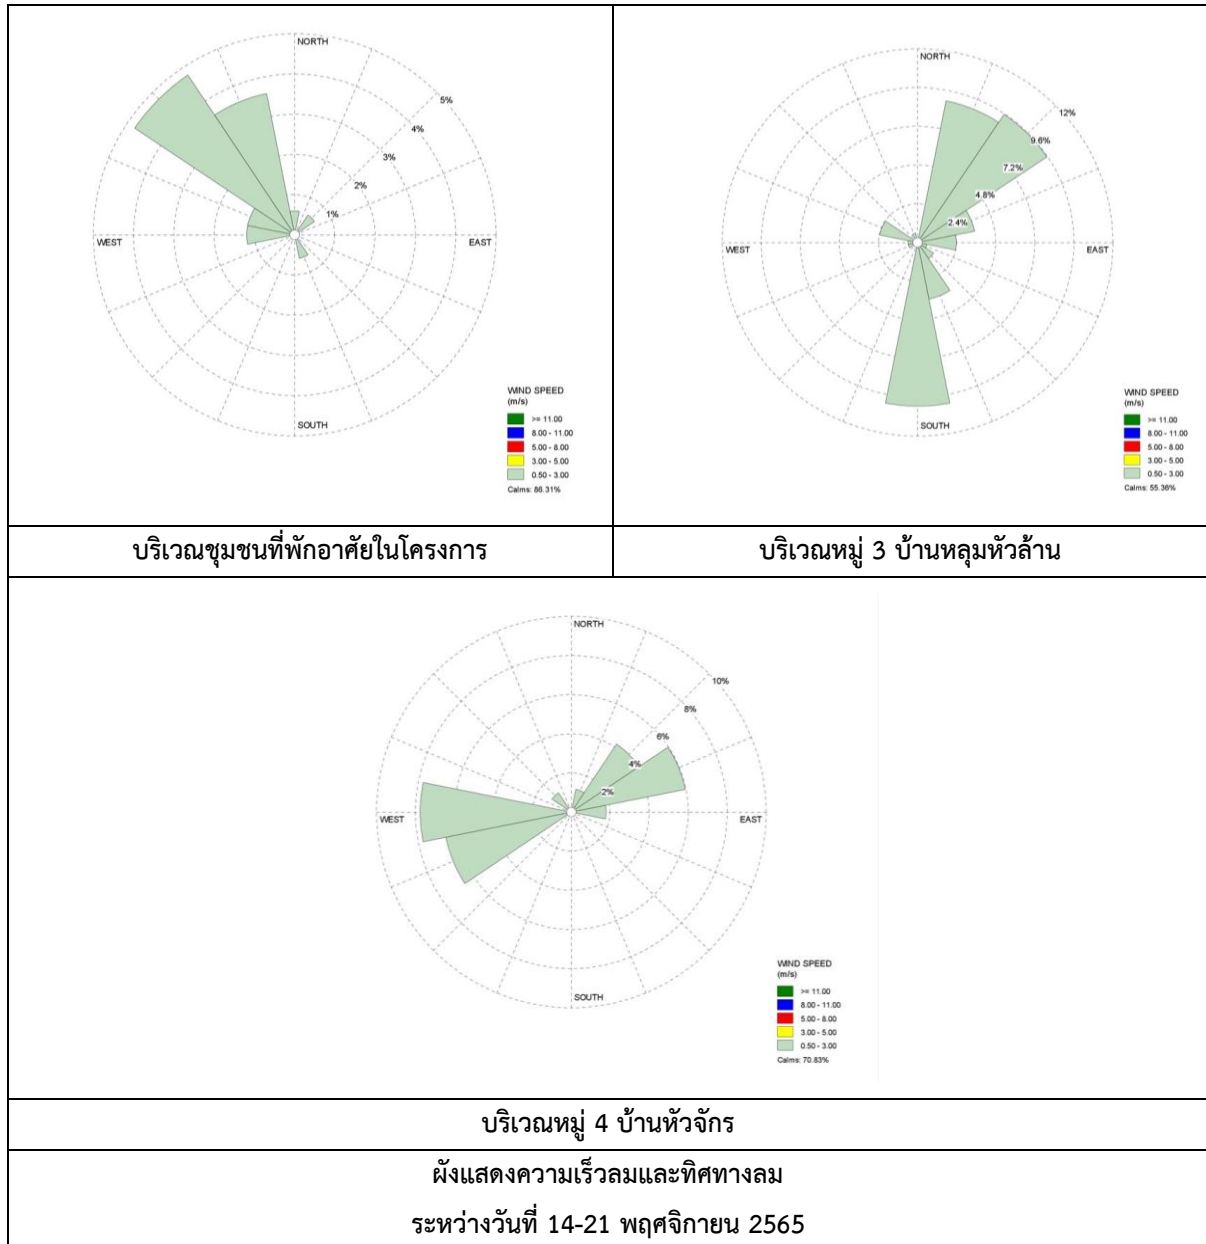 NORTH
5%
4%
3%
2%
1%
WEST
EAST
SOUTH
WIND SPEED
(m/s)
>= 11.00
8.00 - 11.00
5.00 - 8.00
3.00 - 5.00
0.50 - 3.00
Calms: 86.31%
บริเวณชุมชนที่พักอาศัยในโครงการ
NORTH
12%
9.6%
7.2%
4.8%
2.4%
WEST
EAST
SOUTH
WIND SPEED
(m/s)
>= 11.00
8.00 - 11.00
5.00 - 8.00
3.00 - 5.00
0.50 - 3.00
Calms: 55.36%
บริเวณหมู่ 3 บ้านหลุมหัวล้าน
NORTH
10%
8%
6%
4%
2%
WEST
EAST
SOUTH
WIND SPEED
(m/s)
>= 11.00
8.00 - 11.00
5.00 - 8.00
3.00 - 5.00
0.50 - 3.00
Calms: 70.83%
บริเวณหมู่ 4 บ้านหัวจักร
ผังแสดงความเร็วลมและทิศทางลม
ระหว่างวันที่ 14-21 พฤศจิกายน 2565